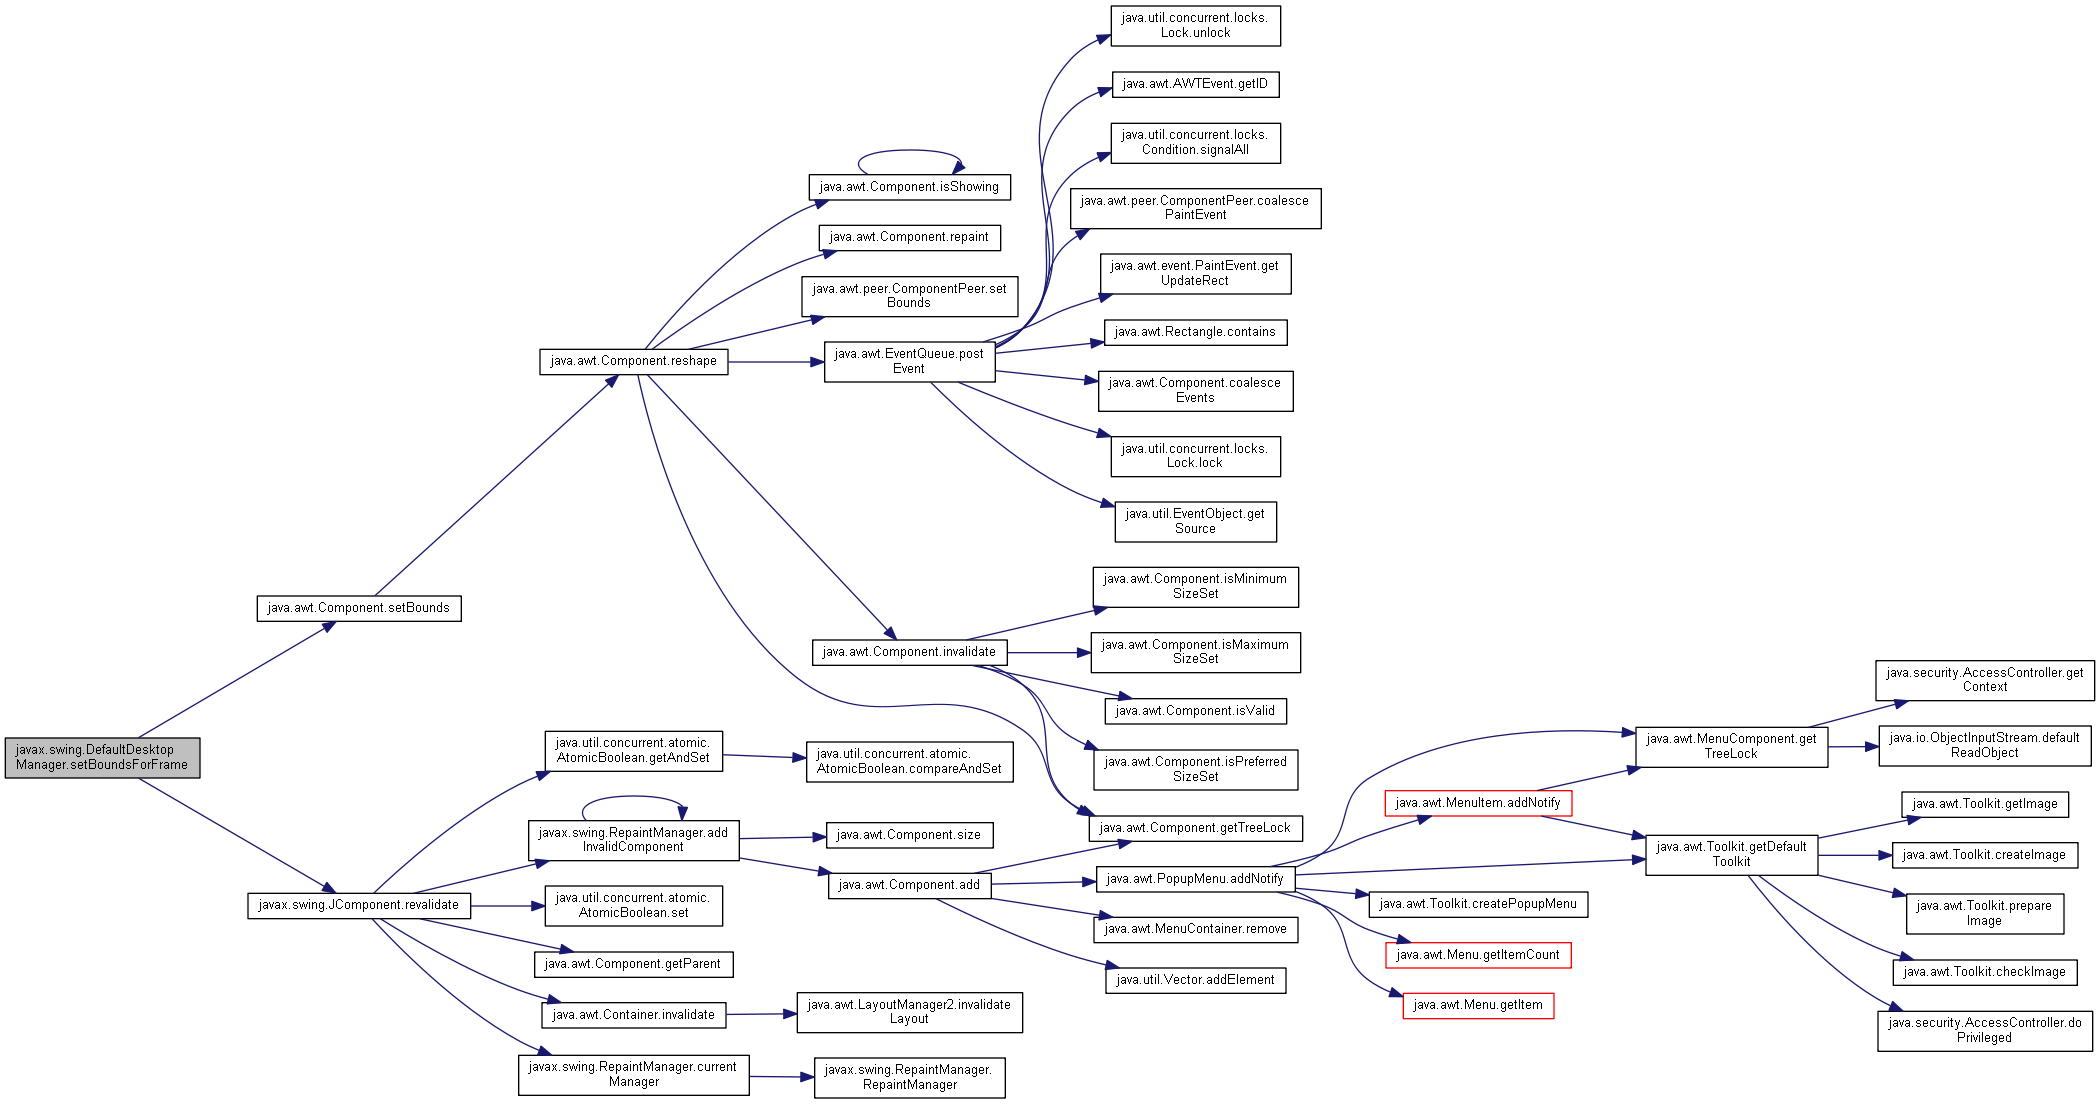 javax.swing.DefaultDesktop
Manager.setBoundsForFrame
java.awt.Component.setBounds
javax.swing.JComponent.revalidate
java.awt.Component.reshape
java.util.concurrent.atomic.
AtomicBoolean.getAndSet
javax.swing.RepaintManager.add
InvalidComponent
java.util.concurrent.atomic.
AtomicBoolean.set
java.awt.Component.getParent
java.awt.Container.invalidate
javax.swing.RepaintManager.current
Manager
java.awt.Component.isShowing
java.awt.Component.repaint
java.awt.peer.ComponentPeer.set
Bounds
java.awt.EventQueue.post
Event
java.awt.Component.invalidate
java.util.concurrent.atomic.
AtomicBoolean.compareAndSet
java.awt.Component.size
java.awt.Component.add
java.awt.LayoutManager2.invalidate
Layout
javax.swing.RepaintManager.
RepaintManager
java.util.concurrent.locks.
Lock.unlock
java.awt.AWTEvent.getID
java.util.concurrent.locks.
Condition.signalAll
java.awt.peer.ComponentPeer.coalesce
PaintEvent
java.awt.event.PaintEvent.get
UpdateRect
java.awt.Rectangle.contains
java.awt.Component.coalesce
Events
java.util.concurrent.locks.
Lock.lock
java.util.EventObject.get
Source
java.awt.Component.isMinimum
SizeSet
java.awt.Component.isMaximum
SizeSet
java.awt.Component.isValid
java.awt.Component.isPreferred
SizeSet
java.awt.Component.getTreeLock
java.awt.PopupMenu.addNotify
java.awt.MenuContainer.remove
java.util.Vector.addElement
java.awt.MenuItem.addNotify
java.awt.Toolkit.createPopupMenu
java.awt.Menu.getItemCount
java.awt.Menu.getItem
java.awt.MenuComponent.get
TreeLock
java.awt.Toolkit.getDefault
Toolkit
java.security.AccessController.get
Context
java.io.ObjectInputStream.default
ReadObject
java.awt.Toolkit.getImage
java.awt.Toolkit.createImage
java.awt.Toolkit.prepare
Image
java.awt.Toolkit.checkImage
java.security.AccessController.do
Privileged